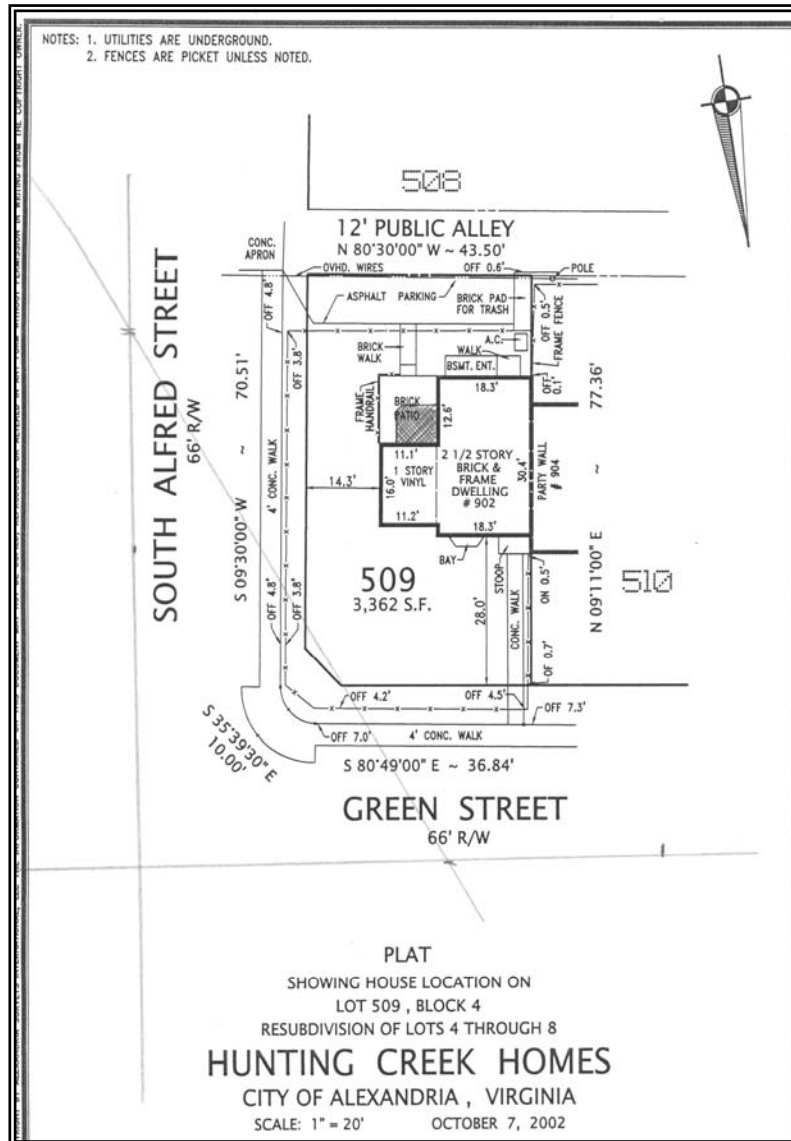 NOTES: 1. UTILITIES ARE UNDERGROUND.
2. FENCES ARE PICKET UNLESS NOTED.
508
12' PUBLIC ALLEY
N 80°30'00" W ~ 43.50'
CONC.
APRON
OVHD. WIRES
OFF 0.6'
POLE
ASPHALT PARKING
BRICK PAD
FOR TRASH
OFF 4.8'
OFF 3.8'
OFF 0.5'
FRAME FENCE
A.C.
BRICK
WALK
WALK
BSMT. ENT.
OFF
0.1'
18.3'
FRAME
HANDRAIL
BRICK
PATIO
12.6'
11.1'
1 STORY
VINYL
16.0'
11.2'
2 1/2 STORY
BRICK &
FRAME
DWELLING
# 902
30.4'
18.3'
PARTY WALL
# 904
77.36'
~
N 09°11'00" E
SOUTH ALFRED STREET
66' R/W
70.51'
~
S 09°30'00" W
4' CONC. WALK
14.3'
BAY
STOOP
509
3,362 S.F.
28.0'
CONC. WALK
ON 0.5'
510
OFF 4.8'
OFF 3.8'
OF 0.7'
OFF 4.2'
OFF 4.5'
OFF 7.3'
OFF 7.0'
4' CONC. WALK
S 35°39'30" E
10.00'
S 80°49'00" E ~ 36.84'
GREEN STREET
66' R/W
PLAT
SHOWING HOUSE LOCATION ON
LOT 509 , BLOCK 4
RESUBDIVISION OF LOTS 4 THROUGH 8
HUNTING CREEK HOMES
CITY OF ALEXANDRIA , VIRGINIA
SCALE: 1" = 20' OCTOBER 7, 2002